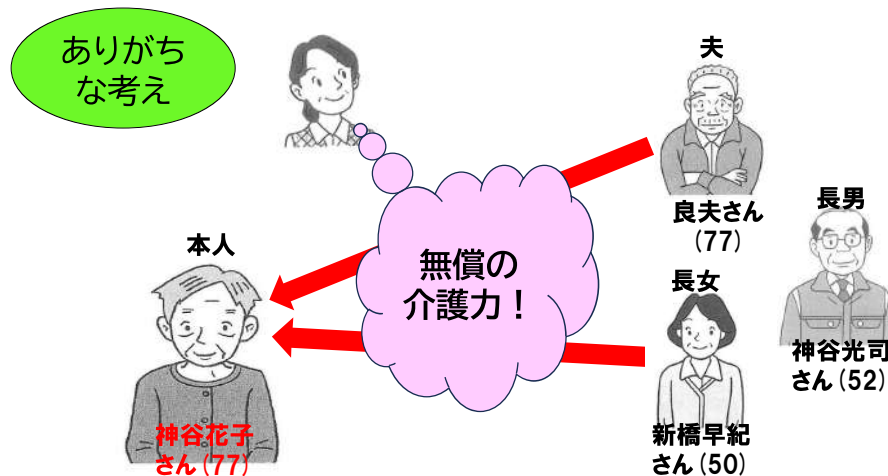 ありがち
な考え
夫
良夫さん
(77)
長男
神谷光司
さん(52)
本人
無償の
介護力！
長女
神谷花子
さん(77)
新橋早紀
さん(50)